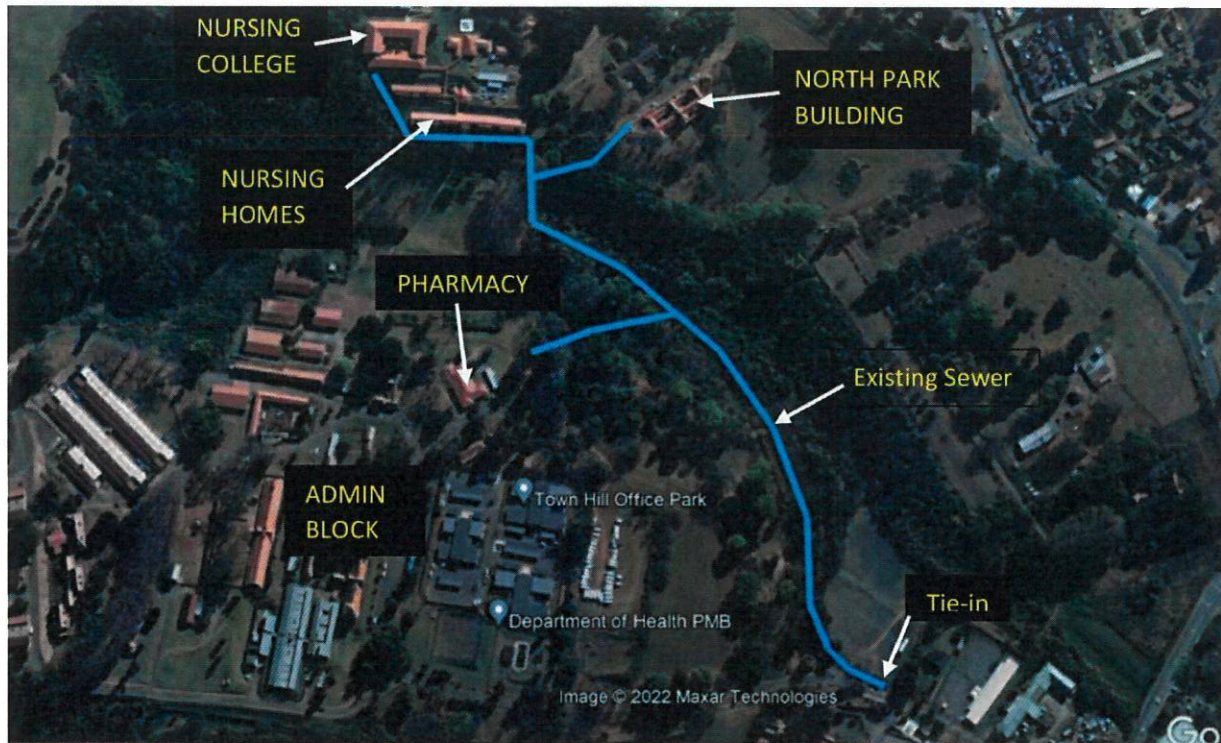 NURSING
COLLEGE
NORTH PARK
BUILDING
NURSING
HOMES
PHARMACY
Existing Sewer
ADMIN
BLOCK
Town Hill Office Park
Tie-in
Department of Health PMB
Image © 2022 Maxar Technologies
Go